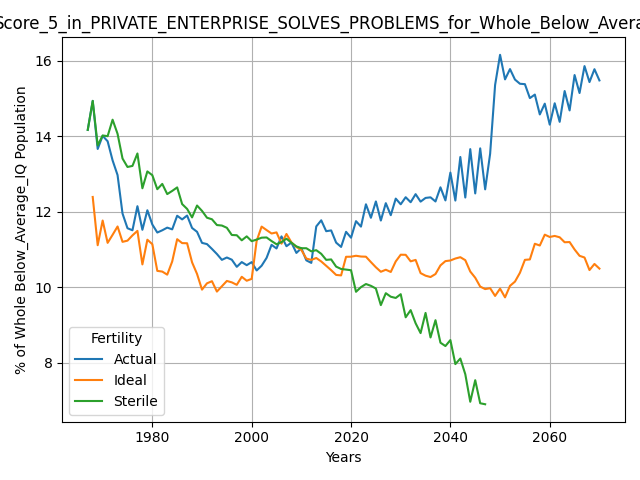 Score_5_in_PRIVATE_ENTERPRISE_SOLVES_PROBLEMS_for_Whole_Below_Avera
% of Whole Below_Average_IQ Population
16
14
12
10
8
Fertility
Actual
Ideal
Sterile
1980 2000 2020 2040 2060
Years